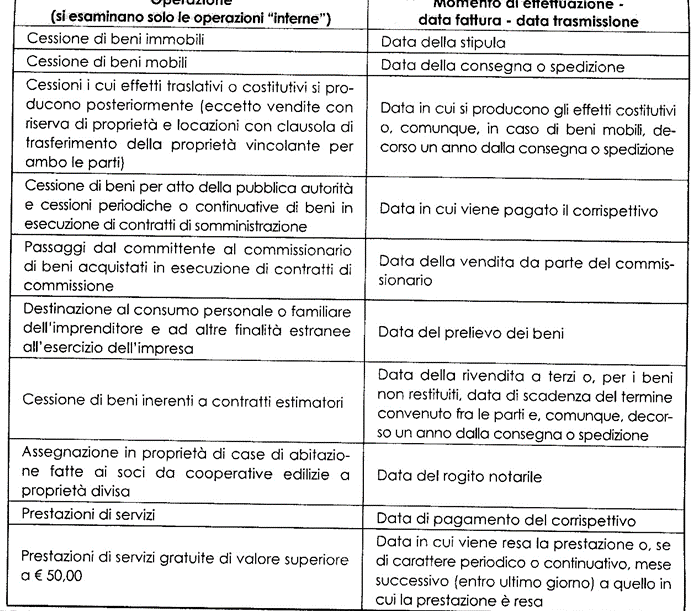 Operazione
(si esaminano solo le operazioni "interne")
Momento di effettuazione -
data fattura - data trasmissione
Cessione di beni immobili
Data della stipula
Cessione di beni mobili
Data della consegna o spedizione
Cessioni i cui effetti traslativi o costitutivi si pro-
ducono posteriormente (eccetto vendite con
riserva di proprietà e locazioni con clausola di
trasferimento della proprietà vincolante per
ambo le parti)
Data in cui si producono gli effetti costitutivi
o, comunque, in caso di beni mobili, de-
corso un anno dalla consegna o spedizione
Cessione di beni per atto della pubblica autorità
e cessioni periodiche o continuative di beni in
esecuzione di contratti di somministrazione
Data in cui viene pagato il corrispettivo
Passaggi dal committente al commissionario
di beni acquistati in esecuzione di contratti di
commissione
Data della vendita da parte del commis-
sionario
Destinazione al consumo personale o familiare
dell'imprenditore e ad altre finalità estranee
all'esercizio dell'impresa
Data del prelievo dei beni
Cessione di beni inerenti a contratti estimatori
Data della rivendita a terzi o, per i beni
non restituiti, data di scadenza del termine
convenuto fra le parti e, comunque, decor-
so un anno dalla consegna o spedizione
Assegnazione in proprietà di case di abitazio-
ne fatte ai soci da cooperative edilizie a
proprietà divisa
Data del rogito notarile
Prestazioni di servizi
Data di pagamento del corrispettivo
Prestazioni di servizi gratuite di valore superiore
a € 50,00
Data in cui viene resa la prestazione o, se
di carattere periodico o continuativo, mese
successivo (entro ultimo giorno) a quello in
cui la prestazione è resa